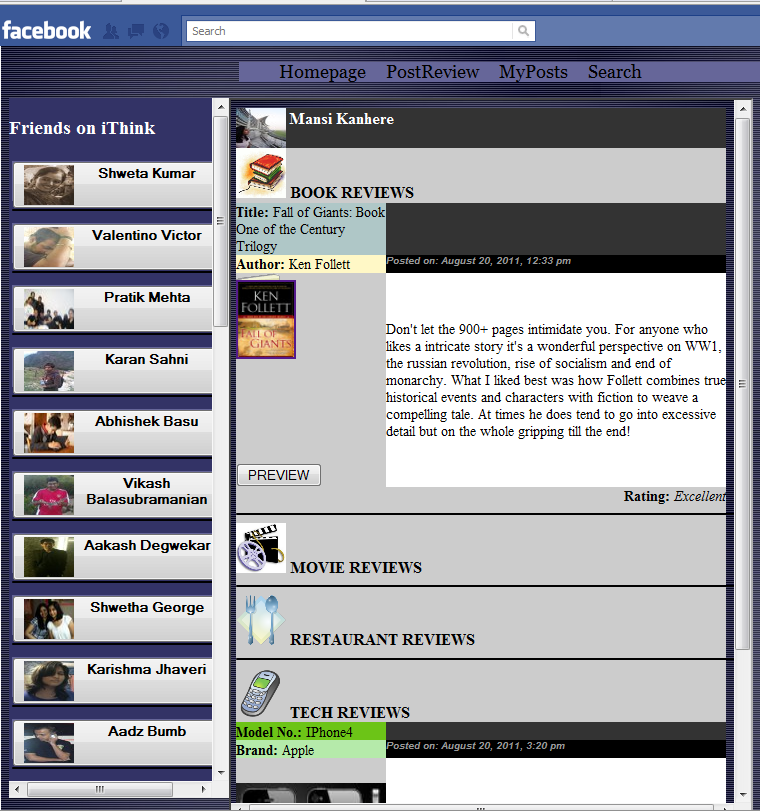 facebook
Search
Homepage PostReview MyPosts Search
Friends on iThink
Shweta Kumar
Valentino Victor
Pratik Mehta
Karan Sahni
Abhishek Basu
Vikash
Balasubramanian
Aakash Degwekar
Shwetha George
Karishma Jhaveri
Aadz Bumb
Mansi Kanhere
BOOK REVIEWS
Title: Fall of Giants: Book
One of the Century
Trilogy
Author: Ken Follett
Posted on: August 20, 2011, 12:33 pm
KEN
FOLLETT
FALL OF
GIANTS
Don't let the 900+ pages intimidate you. For anyone who
likes a intricate story it's a wonderful perspective on WW1,
the russian revolution, rise of socialism and end of
monarchy. What I liked best was how Follett combines true
historical events and characters with fiction to weave a
compelling tale. At times he does tend to go into excessive
detail but on the whole gripping till the end!
PREVIEW
Rating: Excellent
MOVIE REVIEWS
RESTAURANT REVIEWS
TECH REVIEWS
Model No.: IPhone4
Brand: Apple
Posted on: August 20, 2011, 3:20 pm